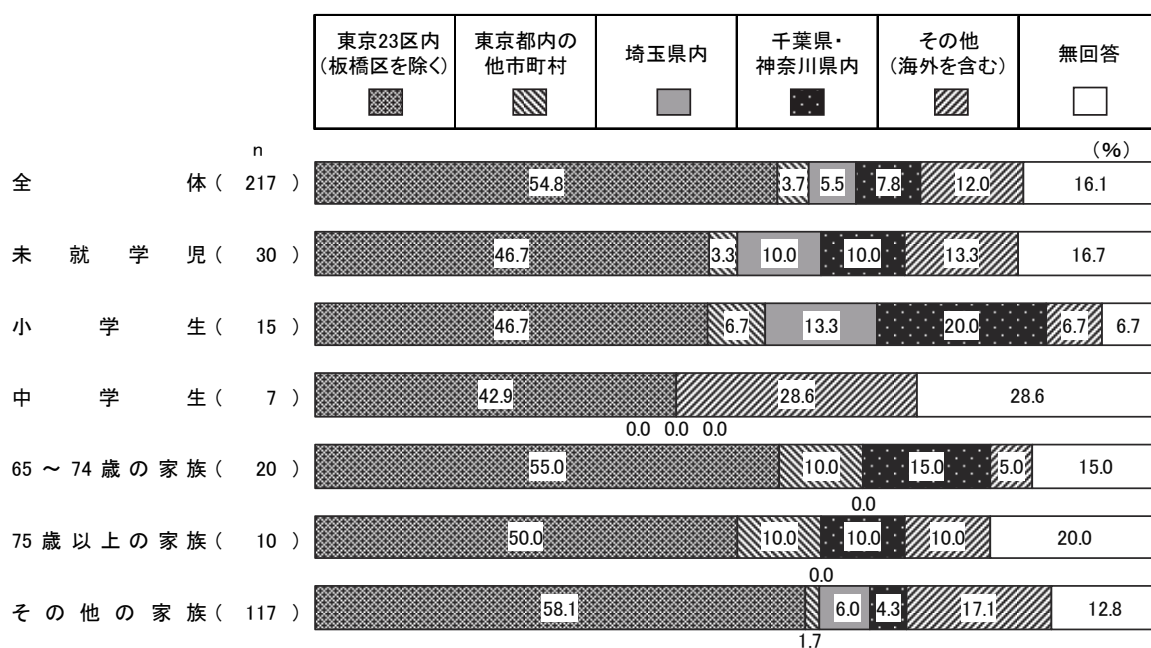 東京23区内
(板橋区を除く)
東京都内の
他市町村
埼玉県内
千葉県・
神奈川県内
その他
(海外を含む)
無回答
n
(%)
全体( 217 ) 54.8 3.7 5.5 7.8 12.0 16.1
未就学児( 30 ) 46.7 3.3 10.0 10.0 13.3 16.7
小学生( 15 ) 46.7 6.7 13.3 20.0 6.7 6.7
中学生( 7 ) 42.9 28.6 28.6
0.0 0.0 0.0
65~74歳の家族( 20 ) 55.0 10.0 15.0 5.0 15.0
0.0
75歳以上の家族( 10 ) 50.0 10.0 10.0 10.0 20.0
0.0
その他の家族( 117 ) 58.1 6.0 4.3 17.1 12.8
1.7